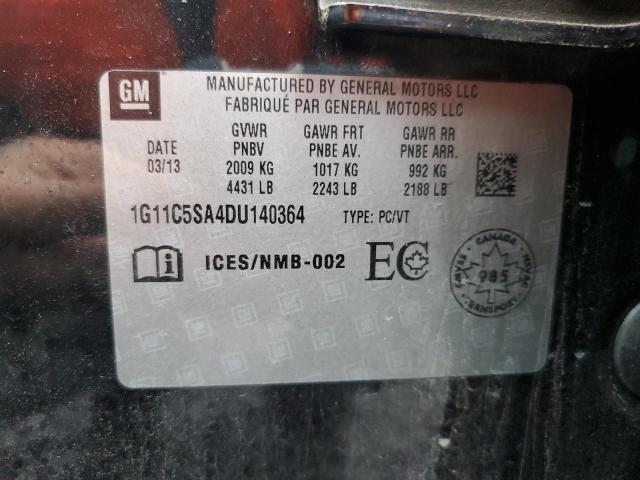 GM
MANUFACTURED BY GENERAL MOTORS LLC
FABRIQUÉ PAR GENERAL MOTORS LLC
GVWR GAWR FRT GAWR RR
DATE PNBV PNBE AV. PNBE ARR.
03/13 2009 KG 1017 KG 992 KG
4431 LB 2243 LB 2188 LB
1G11C5SA4DU140364 TYPE: PC/VT
i ICES/NMB-002 EC
CANADA
985
TRANSPORT